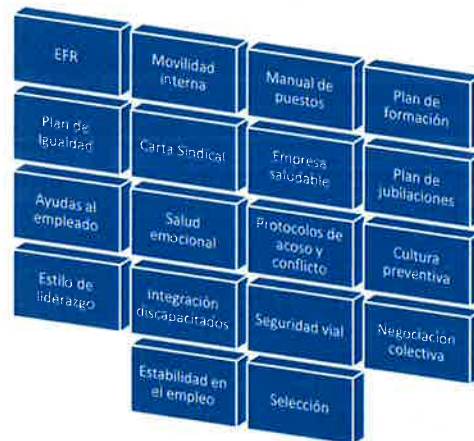 EFR
Movilidad
interna
Manual de
puestos
Plan de
formación
Plan de
Igualdad
Carta Sindical
Empresa
saludable
Plan de
jubilaciones
Ayudas al
empleado
Salud
emocional
Protocolos de
acoso y
conflicto
Cultura
preventiva
Estilo de
liderazgo
Integración
discapacitados
Seguridad vial
Negociación
colectiva
Estabilidad en
el empleo
Selección